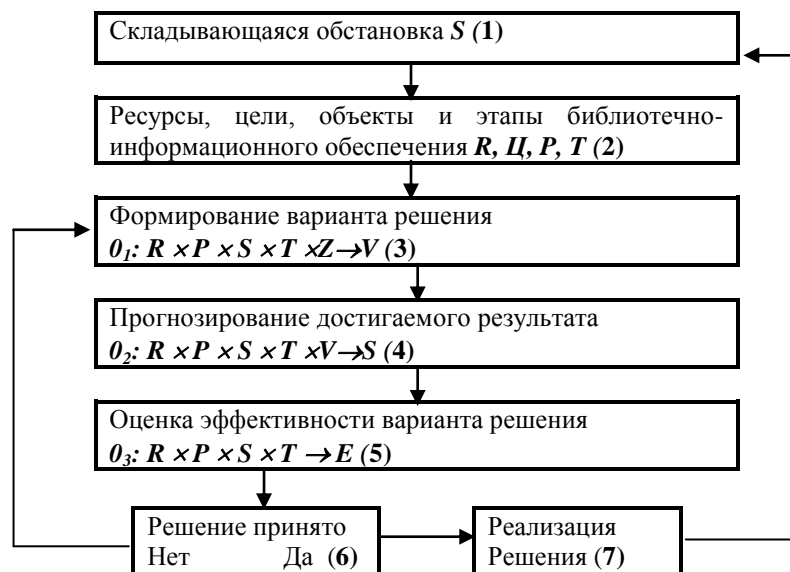 Складывающаяся обстановка S (1)
Ресурсы, цели, объекты и этапы библиотечно-
информационного обеспечения R, Ц, P, T (2)
Формирование варианта решения
0₁: R × P × S × T ×Z→V (3)
Прогнозирование достигаемого результата
0₂: R × P × S × T ×V→S (4)
Оценка эффективности варианта решения
0₃: R × P × S × T → E (5)
Решение принято
Нет Да (6)
Реализация
Решения (7)